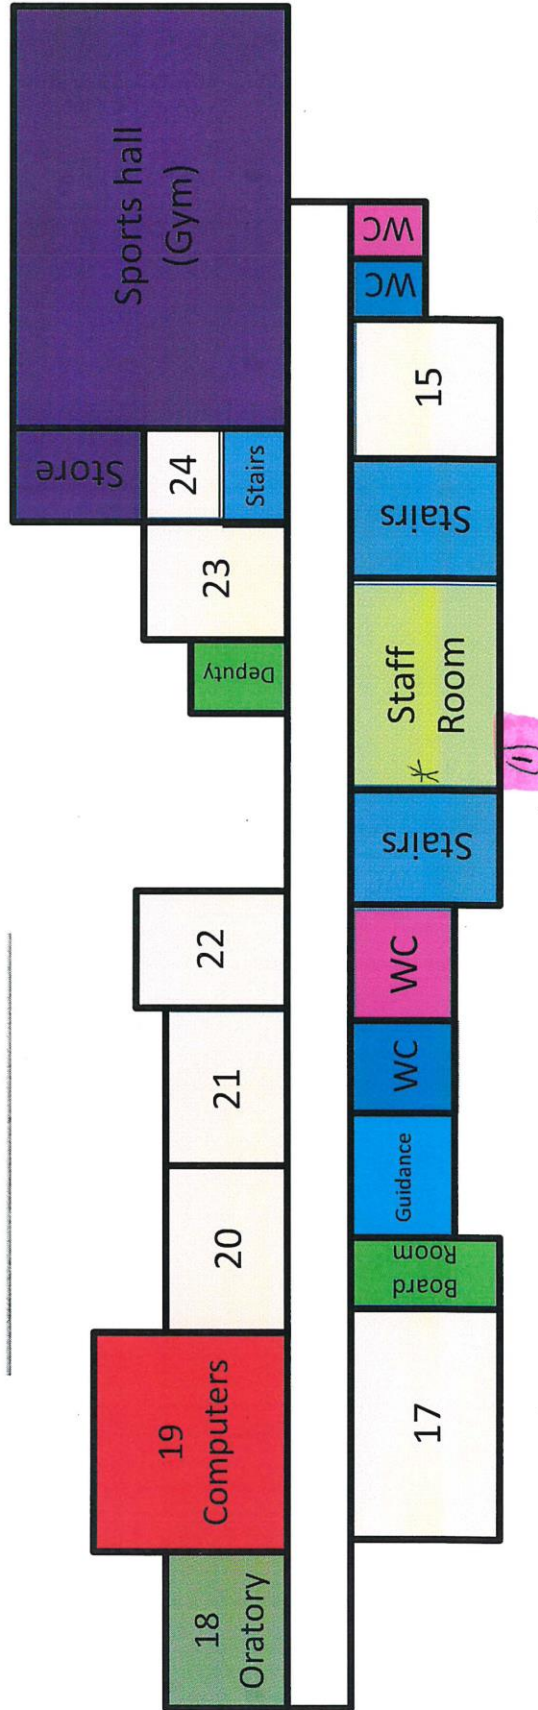 Sports hall
(Gym)
Store
24
Stairs
23
Deputy
22
21
20
19
Computers
18
Oratory
WC
WC
15
Stairs
Staff
Room
*
(1)
Stairs
WC
WC
Guidance
Board
Room
17